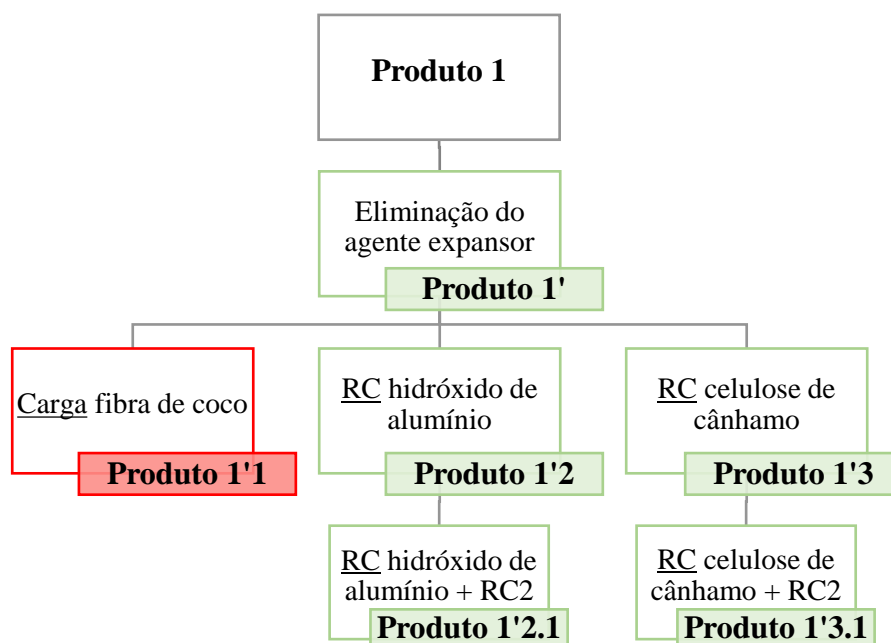 Produto 1
Eliminação do
agente expansor
Produto 1'
Carga fibra de coco
Produto 1'1
RC hidróxido de
alumínio
Produto 1'2
RC celulose de
cânhamo
Produto 1'3
RC hidróxido de
alumínio + RC2
Produto 1'2.1
RC celulose de
cânhamo + RC2
Produto 1'3.1